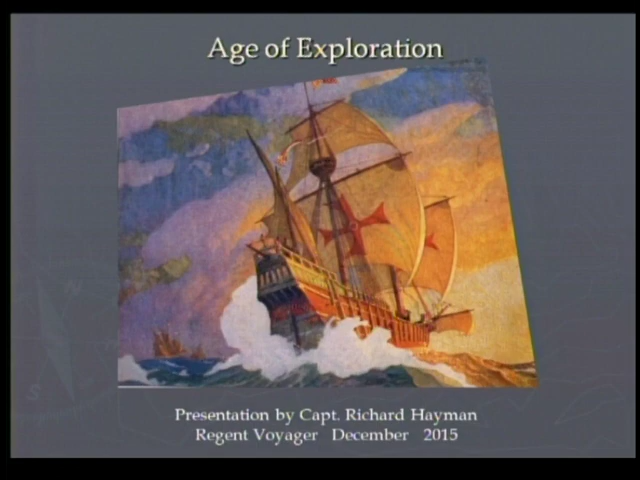 Age of Exploration
Presentation by Capt. Richard Hayman
Regent Voyager December 2015